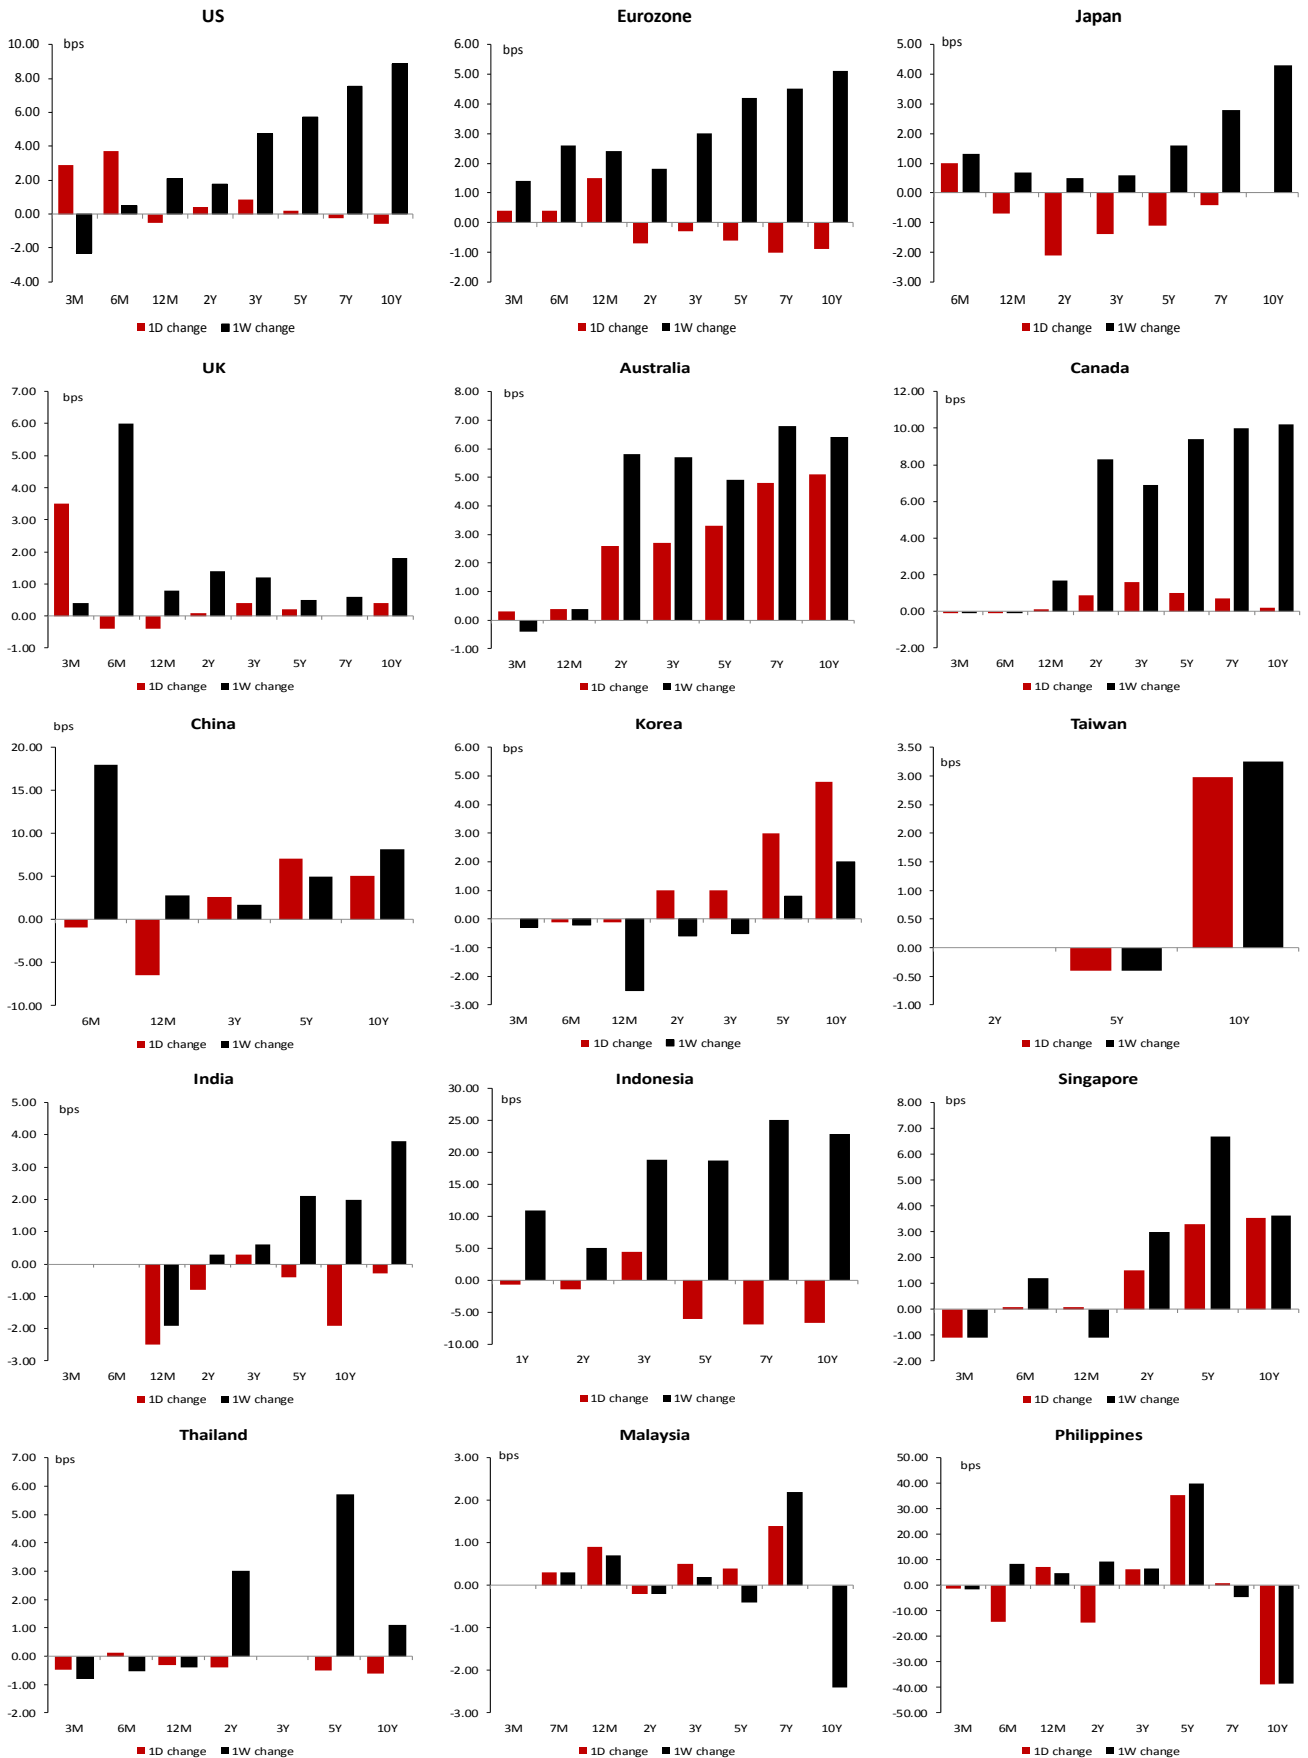 US
bps
10.00
8.00
6.00
4.00
2.00
0.00
-2.00
-4.00
3M 6M 12M 2Y 3Y 5Y 7Y 10Y
1D change 1W change
Eurozone
bps
6.00
5.00
4.00
3.00
2.00
1.00
0.00
-1.00
-2.00
3M 6M 12M 2Y 3Y 5Y 7Y 10Y
1D change 1W change
Japan
bps
5.00
4.00
3.00
2.00
1.00
0.00
-1.00
-2.00
-3.00
6M 12M 2Y 3Y 5Y 7Y 10Y
1D change 1W change
UK
bps
7.00
6.00
5.00
4.00
3.00
2.00
1.00
0.00
-1.00
3M 6M 12M 2Y 3Y 5Y 7Y 10Y
1D change 1W change
Australia
bps
8.00
7.00
6.00
5.00
4.00
3.00
2.00
1.00
0.00
-1.00
3M 12M 2Y 3Y 5Y 7Y 10Y
1D change 1W change
Canada
bps
12.00
10.00
8.00
6.00
4.00
2.00
0.00
-2.00
3M 6M 12M 2Y 3Y 5Y 7Y 10Y
1D change 1W change
China
bps
20.00
15.00
10.00
5.00
0.00
-5.00
-10.00
6M 12M 3Y 5Y 10Y
1D change 1W change
Korea
bps
6.00
5.00
4.00
3.00
2.00
1.00
0.00
-1.00
-2.00
-3.00
3M 6M 12M 2Y 3Y 5Y 10Y
1D change 1W change
Taiwan
bps
3.50
3.00
2.50
2.00
1.50
1.00
0.50
0.00
-0.50
-1.00
2Y 5Y 10Y
1D change 1W change
India
bps
5.00
4.00
3.00
2.00
1.00
0.00
-1.00
-2.00
-3.00
3M 6M 12M 2Y 3Y 5Y 10Y
1D change 1W change
Indonesia
bps
30.00
25.00
20.00
15.00
10.00
5.00
0.00
-5.00
-10.00
1Y 2Y 3Y 5Y 7Y 10Y
1D change 1W change
Singapore
bps
8.00
7.00
6.00
5.00
4.00
3.00
2.00
1.00
0.00
-1.00
-2.00
3M 6M 12M 2Y 5Y 10Y
1D change 1W change
Thailand
bps
7.00
6.00
5.00
4.00
3.00
2.00
1.00
0.00
-1.00
-2.00
3M 6M 12M 2Y 3Y 5Y 10Y
1D change 1W change
Malaysia
bps
3.00
2.00
1.00
0.00
-1.00
-2.00
-3.00
3M 7M 12M 2Y 3Y 5Y 7Y 10Y
1D change 1W change
Philippines
bps
50.00
40.00
30.00
20.00
10.00
0.00
-10.00
-20.00
-30.00
-40.00
-50.00
3M 6M 12M 2Y 3Y 5Y 7Y 10Y
1D change 1W change